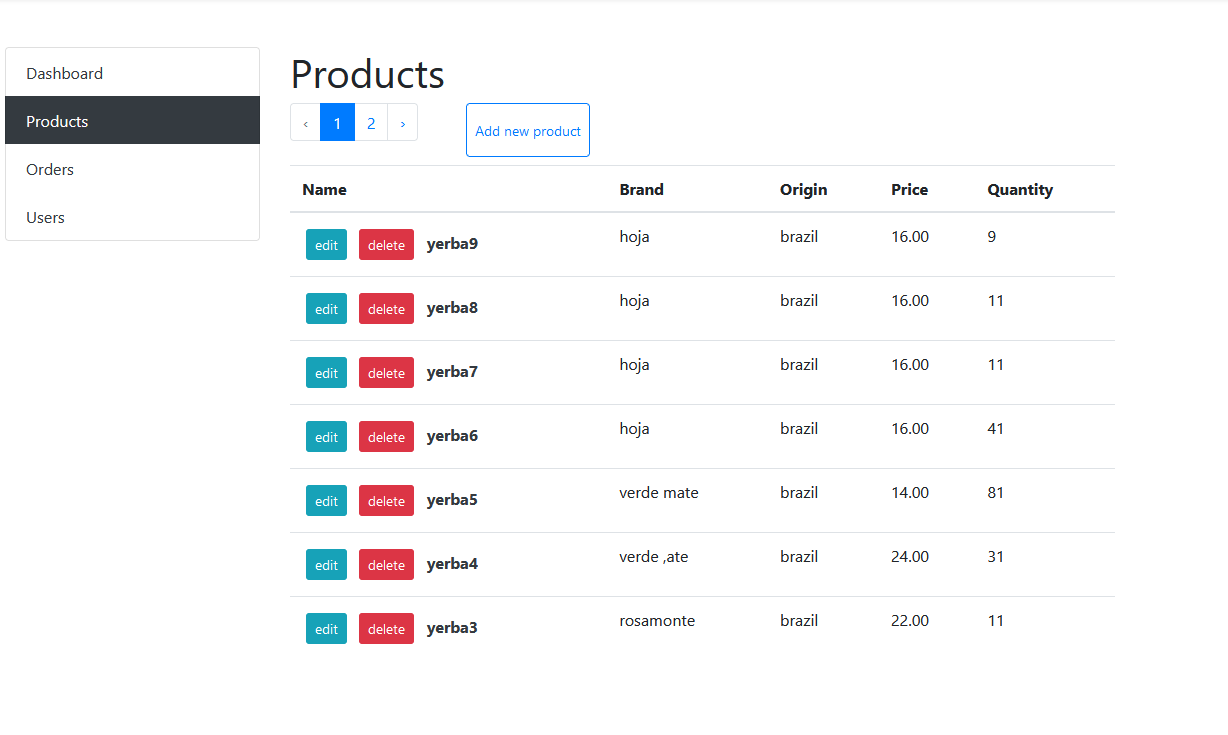 Dashboard
Products
Orders
Users
Products
‹ 1 2 ›
Add new product
Name Brand Origin Price Quantity
edit delete yerba9 hoja brazil 16.00 9
edit delete yerba8 hoja brazil 16.00 11
edit delete yerba7 hoja brazil 16.00 11
edit delete yerba6 hoja brazil 16.00 41
edit delete yerba5 verde mate brazil 14.00 81
edit delete yerba4 verde ,ate brazil 24.00 31
edit delete yerba3 rosamonte brazil 22.00 11